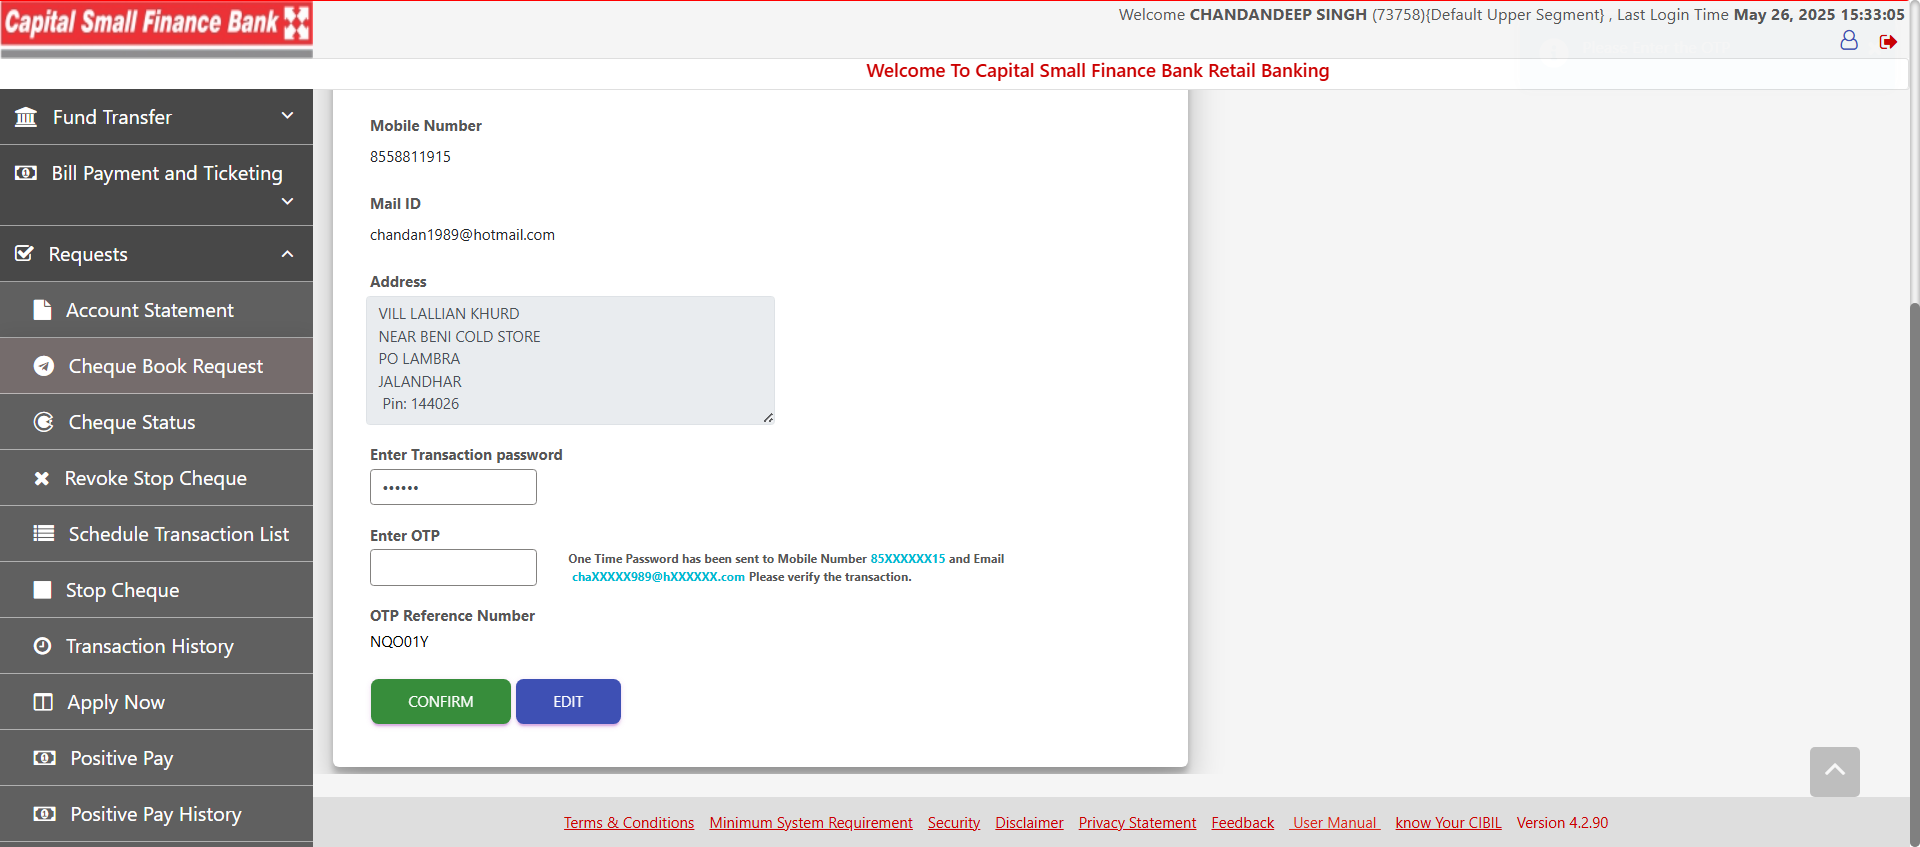 Capital Small Finance Bank
Welcome CHANDANDEEP SINGH (73758){Default Upper Segment} , Last Login Time May 26, 2025 15:33:05
Welcome To Capital Small Finance Bank Retail Banking
Fund Transfer
Bill Payment and Ticketing
Requests
Account Statement
Cheque Book Request
Cheque Status
Revoke Stop Cheque
Schedule Transaction List
Stop Cheque
Transaction History
Apply Now
Positive Pay
Positive Pay History
Mobile Number
8558811915
Mail ID
chandan1989@hotmail.com
Address
VILL LALLIAN KHURD
NEAR BENI COLD STORE
PO LAMBRA
JALANDHAR
Pin: 144026
Enter Transaction password
••••••
Enter OTP
One Time Password has been sent to Mobile Number 85XXXXXX15 and Email
chaXXXXX989@hXXXXXX.com Please verify the transaction.
OTP Reference Number
NQO01Y
CONFIRM EDIT
Terms & Conditions Minimum System Requirement Security Disclaimer Privacy Statement Feedback User Manual know Your CIBIL Version 4.2.90